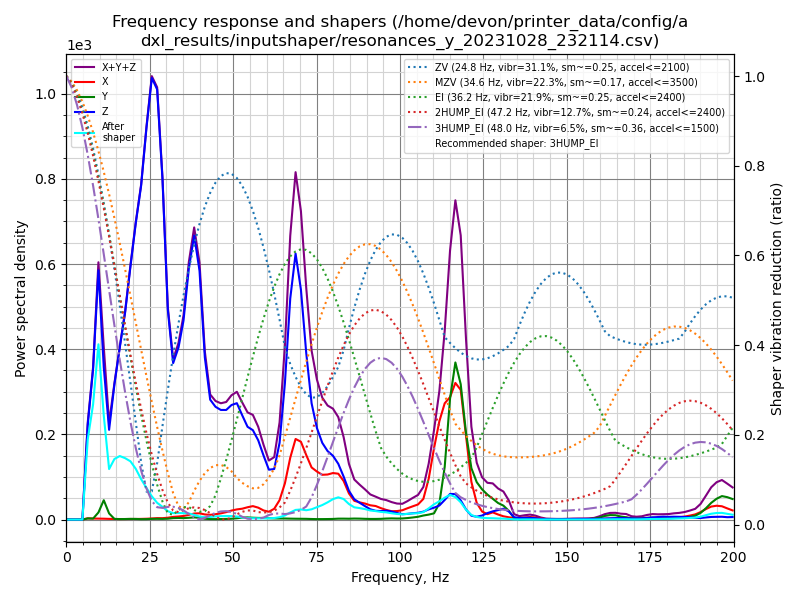 Frequency response and shapers (/home/devon/printer_data/config/a
dxl_results/inputshaper/resonances_y_20231028_232114.csv)
1e3
X+Y+Z
X
Y
Z
After
shaper
ZV (24.8 Hz, vibr=31.1%, sm~=0.25, accel<=2100)
MZV (34.6 Hz, vibr=22.3%, sm~=0.17, accel<=3500)
EI (36.2 Hz, vibr=21.9%, sm~=0.25, accel<=2400)
2HUMP_EI (47.2 Hz, vibr=12.7%, sm~=0.24, accel<=2400)
3HUMP_EI (48.0 Hz, vibr=6.5%, sm~=0.36, accel<=1500)
Recommended shaper: 3HUMP_EI
Power spectral density
1.0
0.8
0.6
0.4
0.2
0.0
1.0
0.8
0.6
0.4
0.2
0.0
Shaper vibration reduction (ratio)
0 25 50 75 100 125 150 175 200
Frequency, Hz